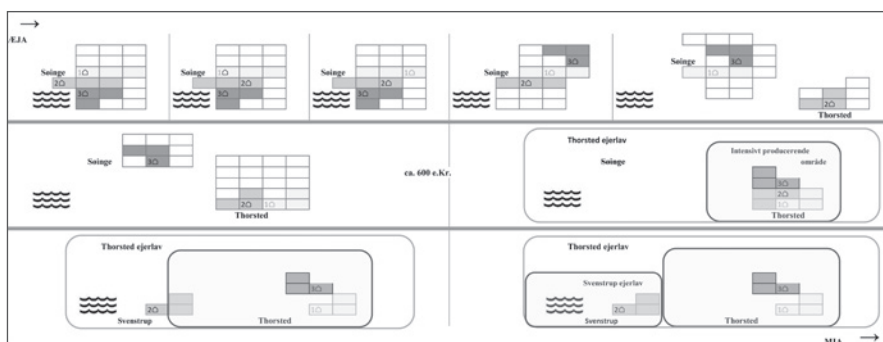 ÆJA
Søinge
1
2
3
Søinge
1
2
3
Søinge
1
2
3
Søinge
3
1
2
Søinge
3
1
2
Thorsted
Søinge
3
Thorsted
2
1
ca. 600 e.Kr.
Thorsted ejerlav
Søinge
Intensivt producerende
område
3
2
1
Thorsted
Thorsted ejerlav
2
Svenstrup
3
1
Thorsted
Thorsted ejerlav
Svenstrup ejerlav
2
Svenstrup
3
1
Thorsted
MIA